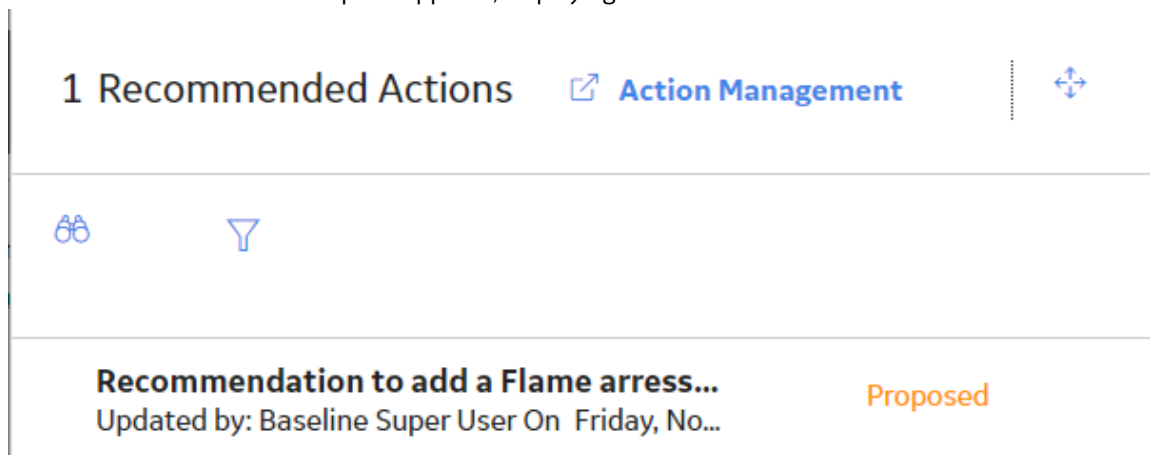 1 Recommended Actions Action Management
Recommendation to add a Flame arress...
Proposed
Updated by: Baseline Super User On Friday, No...